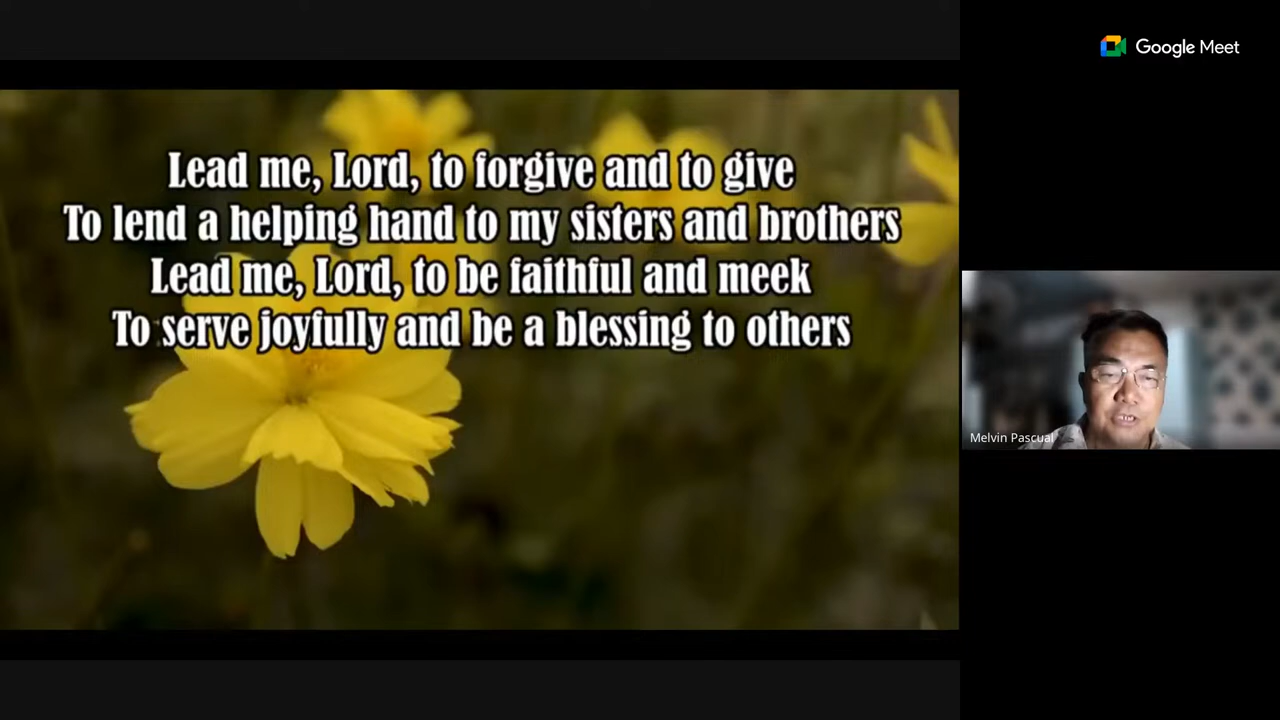 Google Meet
Lead me, Lord, to forgive and to give
To lend a helping hand to my sisters and brothers
Lead me, Lord, to be faithful and meek
To serve joyfully and be a blessing to others
Melvin Pascual